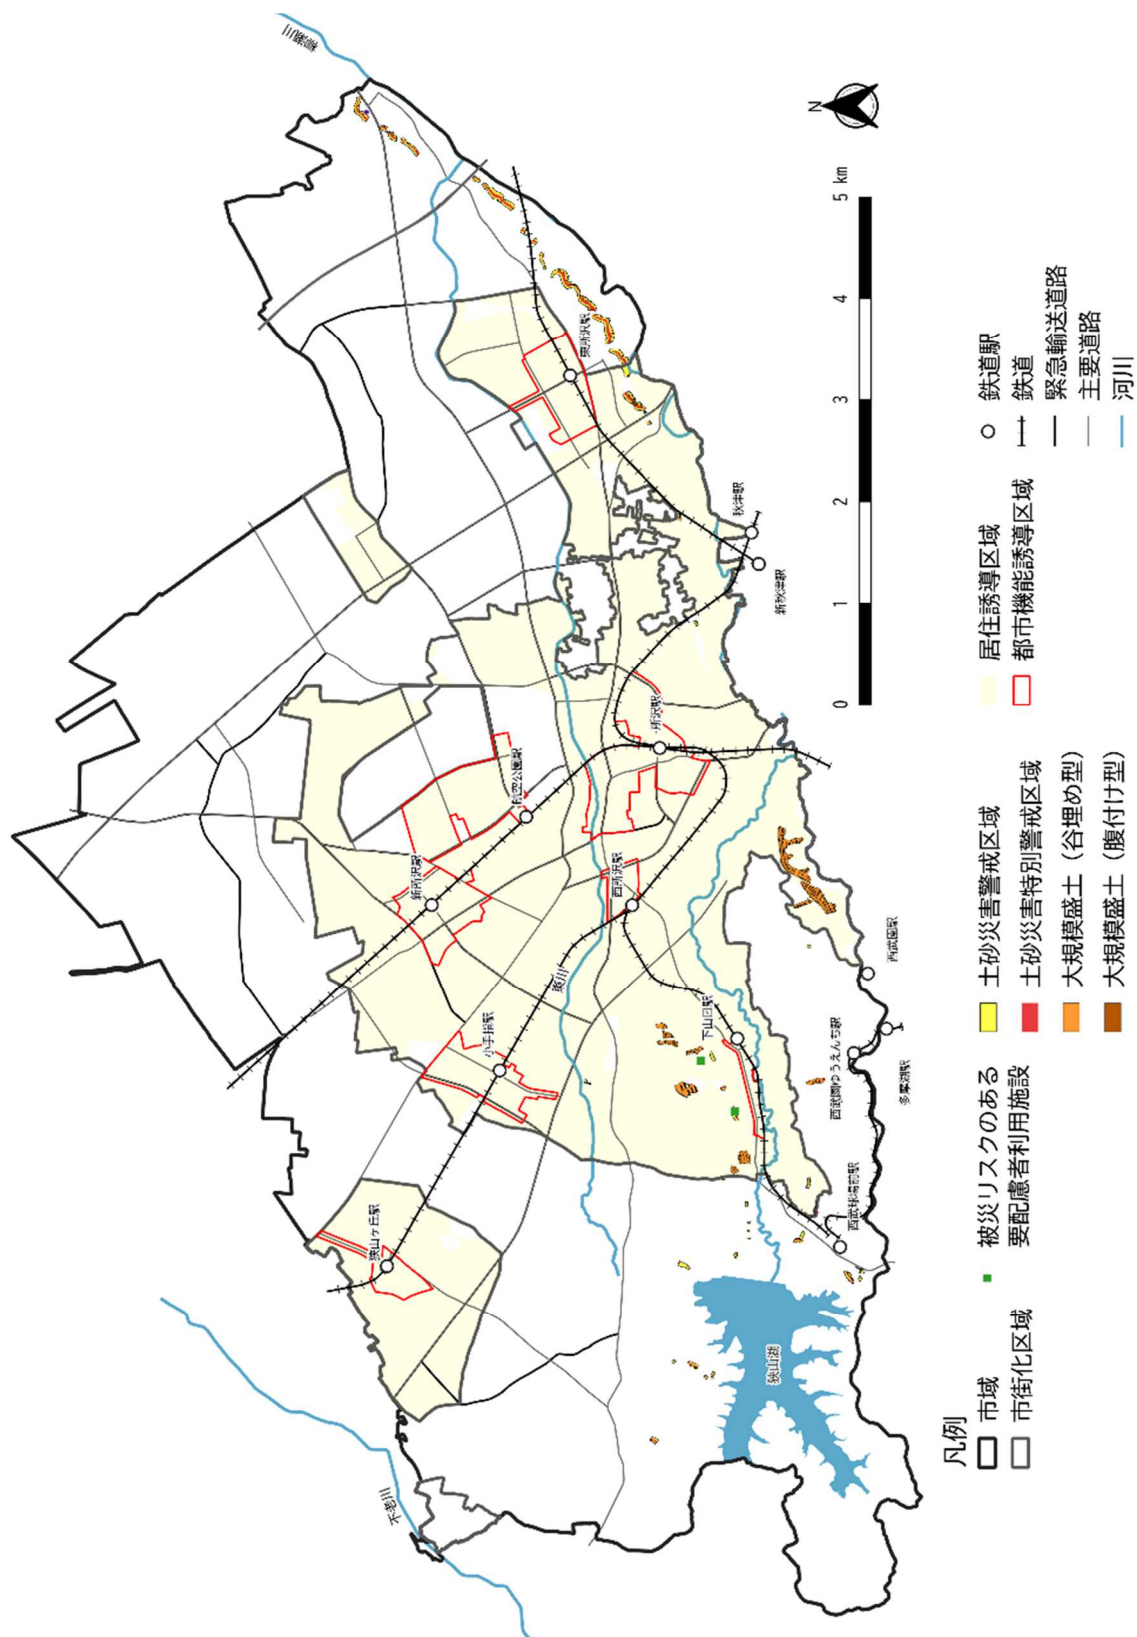 柳瀬川
狭山ヶ丘駅
不老川
新所沢駅
小手指駅
航空公園駅
東川
東所沢駅
西所沢駅
所沢駅
下山口駅
秋津駅
狭山湖
新秋津駅
N
西武園ゆうえんち駅
西武球場前駅
西武園駅
多摩湖駅
0 1 2 3 4 5 km
凡例
市域
市街化区域
被災リスクのある
要配慮者利用施設
土砂災害警戒区域
土砂災害特別警戒区域
大規模盛土（谷埋め型）
大規模盛土（腹付け型）
居住誘導区域
都市機能誘導区域
鉄道駅
鉄道
緊急輸送道路
主要道路
河川